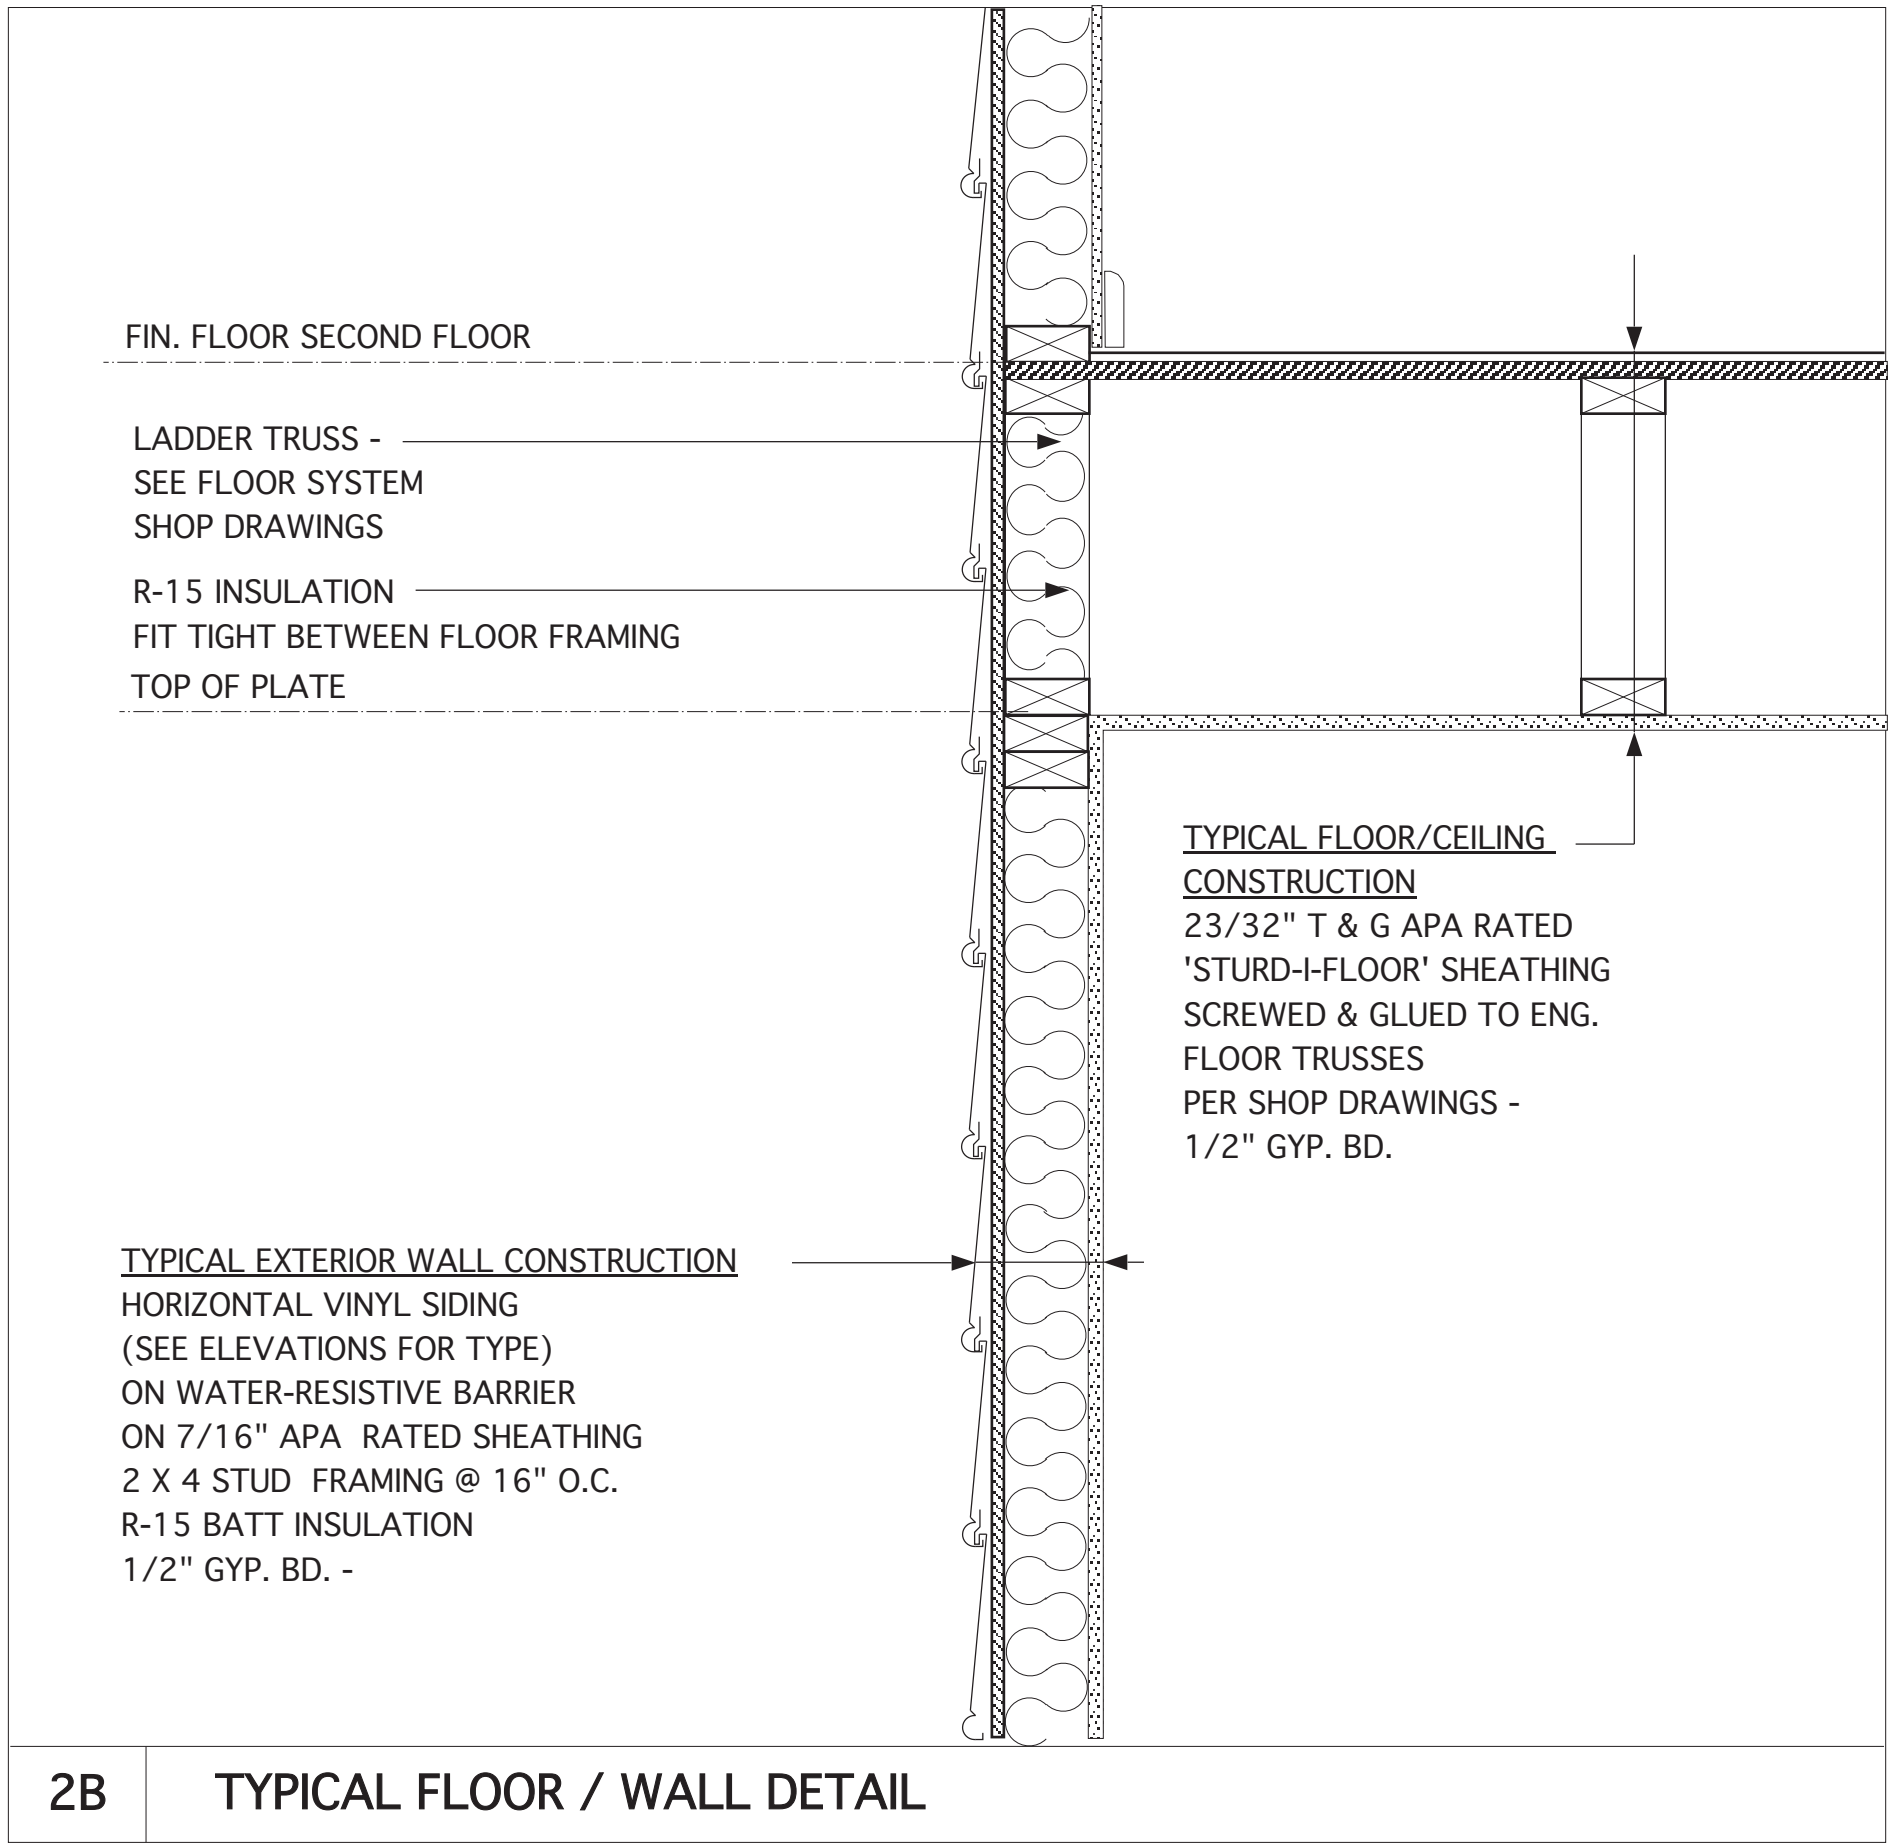 FIN. FLOOR SECOND FLOOR
LADDER TRUSS -
SEE FLOOR SYSTEM
SHOP DRAWINGS
R-15 INSULATION
FIT TIGHT BETWEEN FLOOR FRAMING
TOP OF PLATE
TYPICAL FLOOR/CEILING
CONSTRUCTION
23/32" T & G APA RATED
'STURD-I-FLOOR' SHEATHING
SCREWED & GLUED TO ENG.
FLOOR TRUSSES
PER SHOP DRAWINGS -
1/2" GYP. BD.
TYPICAL EXTERIOR WALL CONSTRUCTION
HORIZONTAL VINYL SIDING
(SEE ELEVATIONS FOR TYPE)
ON WATER-RESISTIVE BARRIER
ON 7/16" APA RATED SHEATHING
2 X 4 STUD FRAMING @ 16" O.C.
R-15 BATT INSULATION
1/2" GYP. BD. -
2B TYPICAL FLOOR / WALL DETAIL